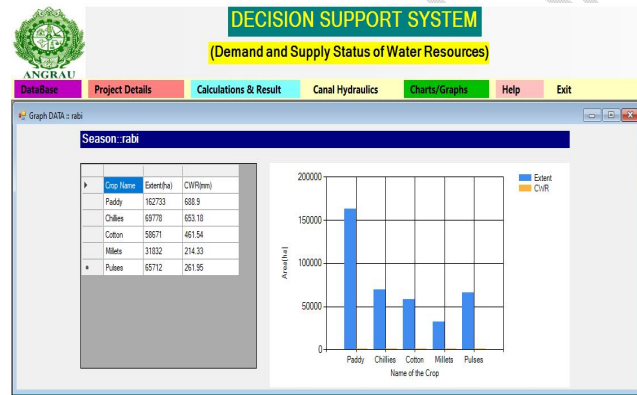 DECISION SUPPORT SYSTEM
(Demand and Supply Status of Water Resources)
ANGRAU
DataBase Project Details Calculations & Result Canal Hydraulics Charts/Graphs Help Exit
Graph DATA :: rabi
Season::rabi
Crop Name Extent(ha) CWR(mm)
Paddy 162733 688.9
Chillies 69778 653.18
Cotton 58671 461.54
Millets 31832 214.33
Pulses 65712 261.95
200000
150000
100000
50000
0
Area[ha]
Paddy Chillies Cotton Millets Pulses
Name of the Crop
Extent
CWR